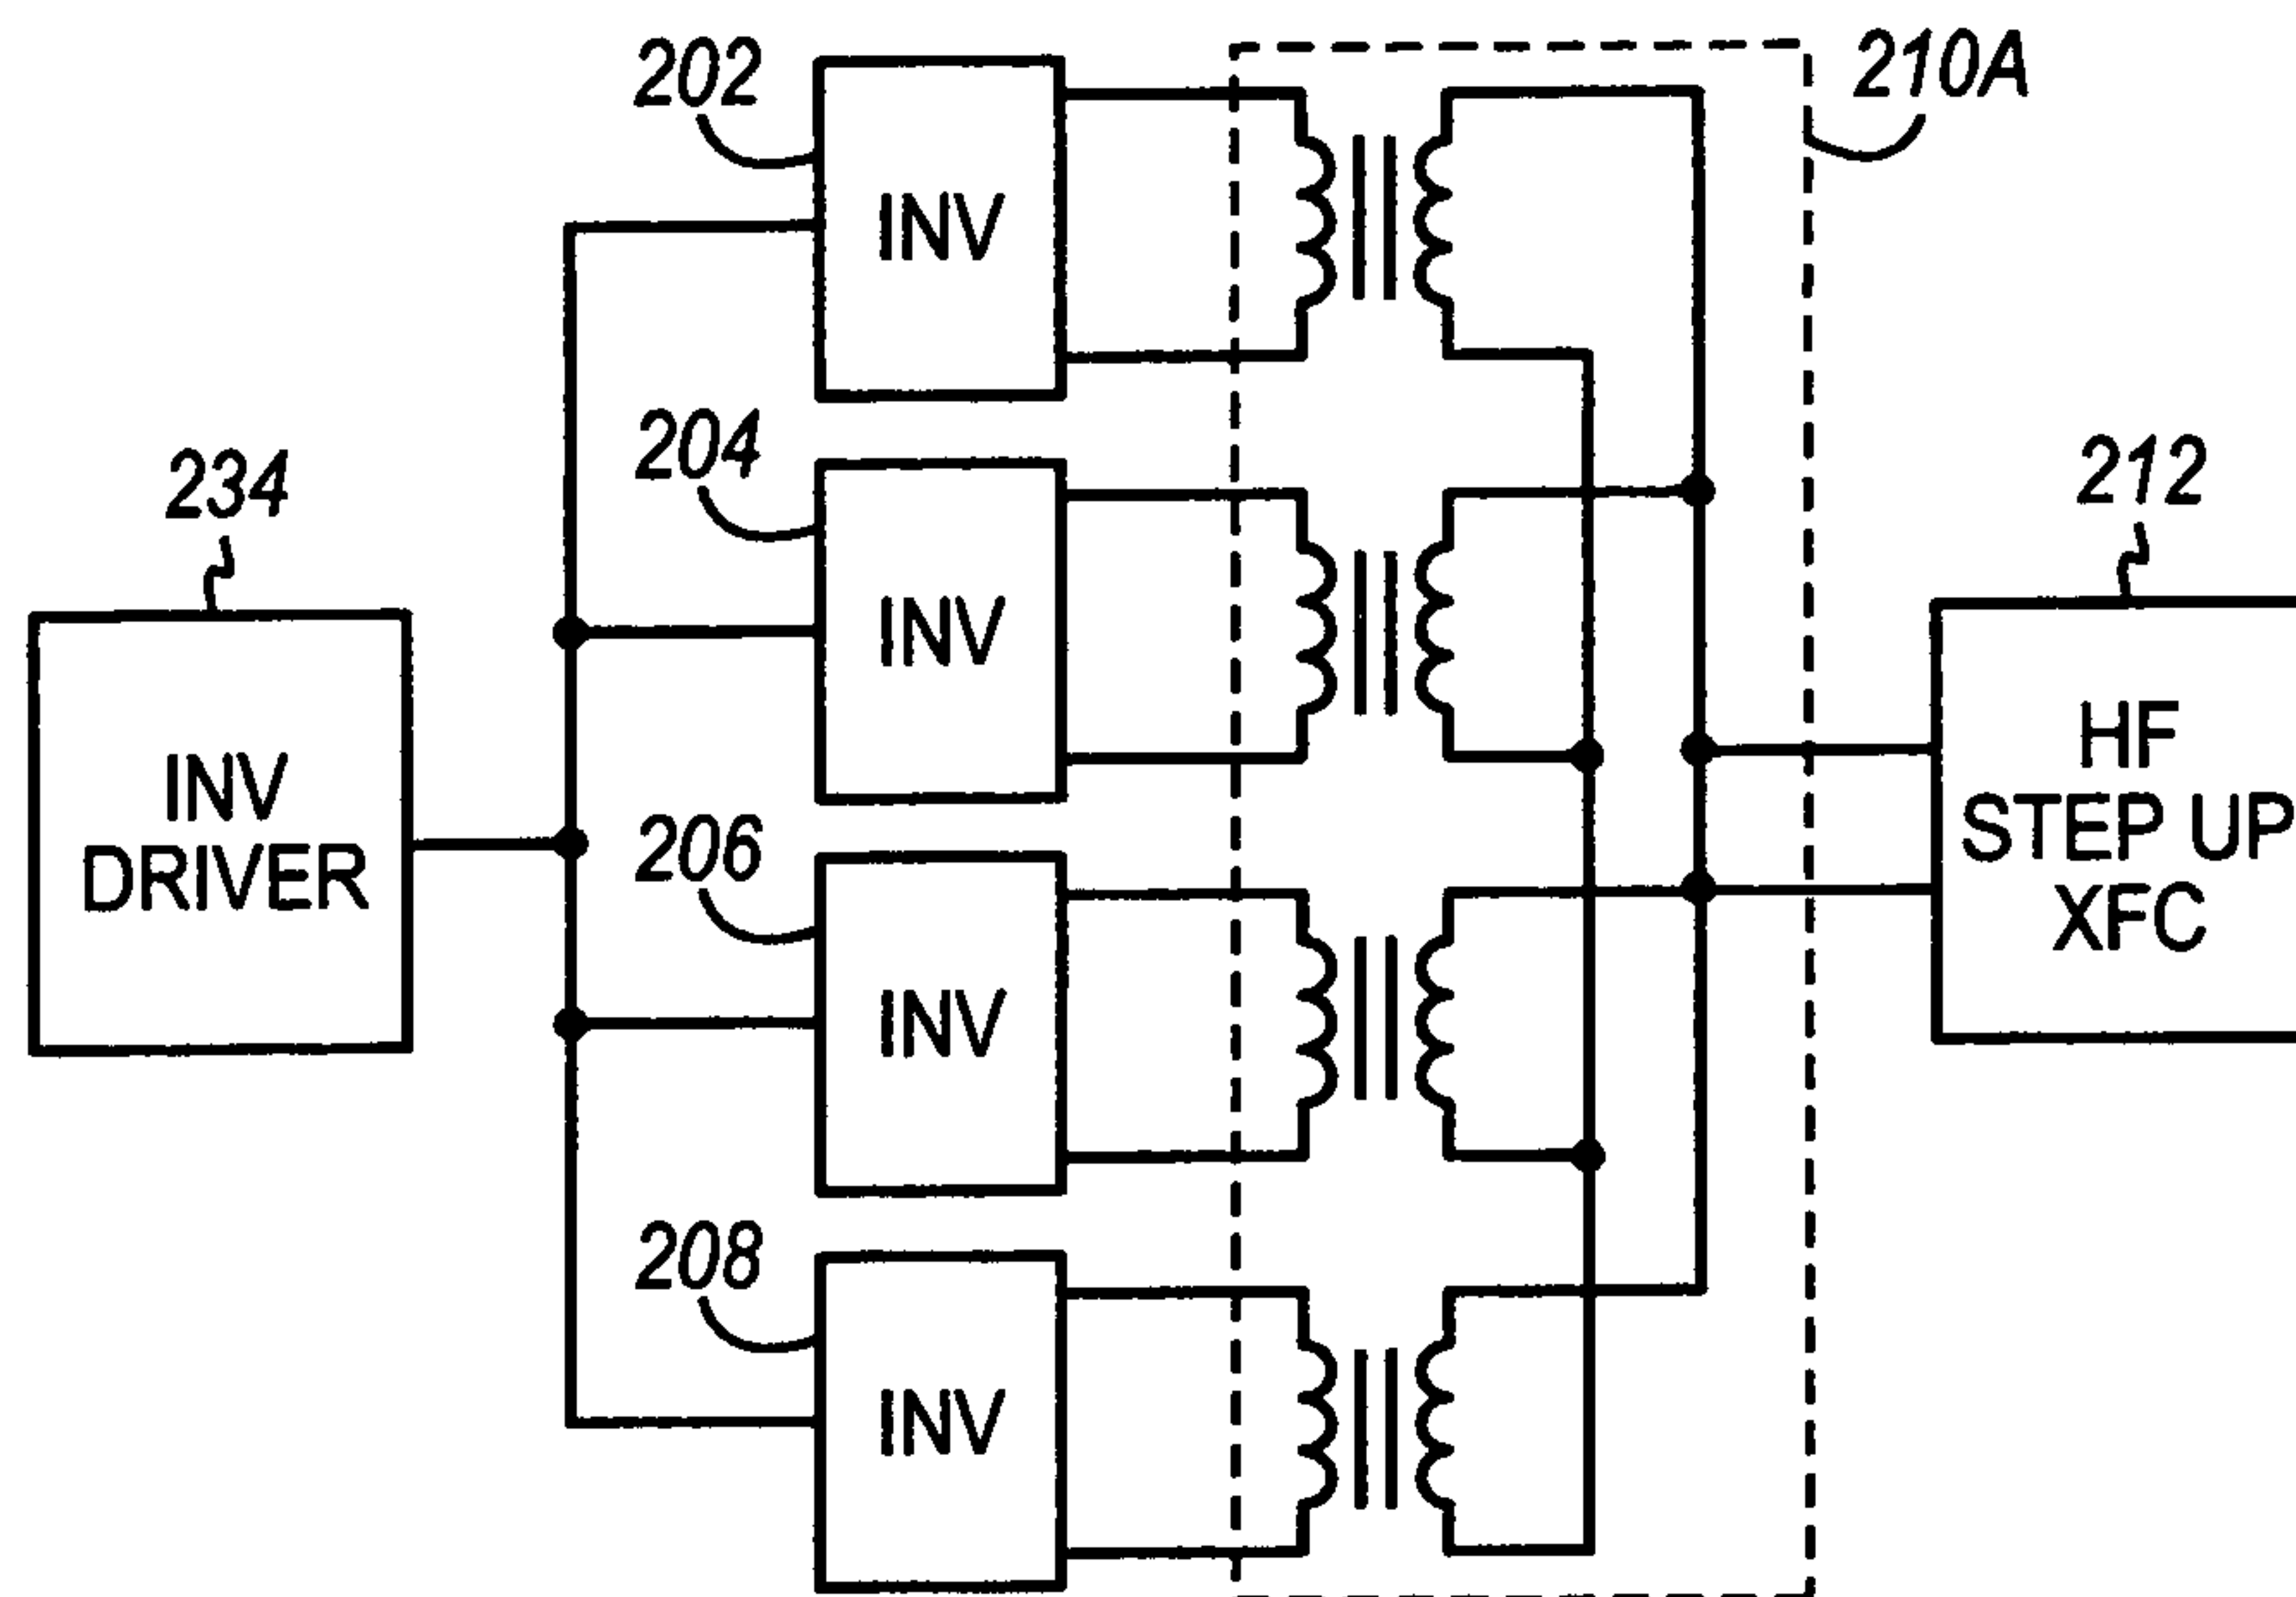 202
210A
INV
204
234
212
INV
INV
DRIVER
206
HF
STEP UP
XFC
INV
208
INV